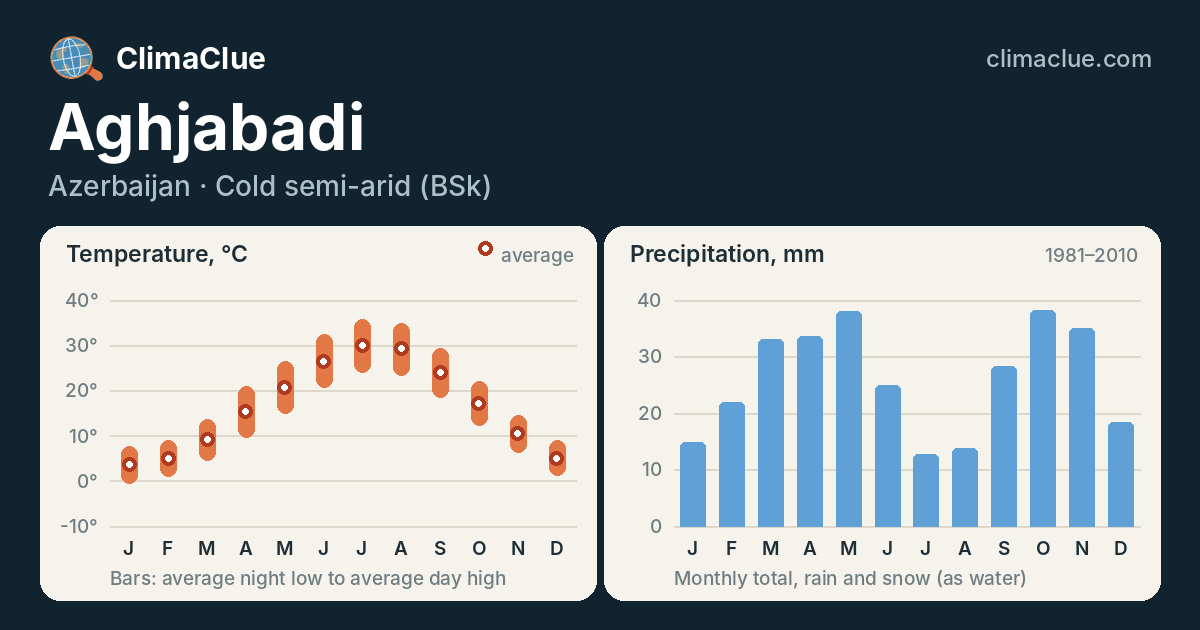 ClimaClue
climaclue.com
Aghjabadi
Azerbaijan · Cold semi-arid (BSk)
Temperature, °C
average
40°
30°
20°
10°
0°
-10°
J F M A M J J A S O N D
Bars: average night low to average day high
Precipitation, mm
1981–2010
40
30
20
10
0
J F M A M J J A S O N D
Monthly total, rain and snow (as water)